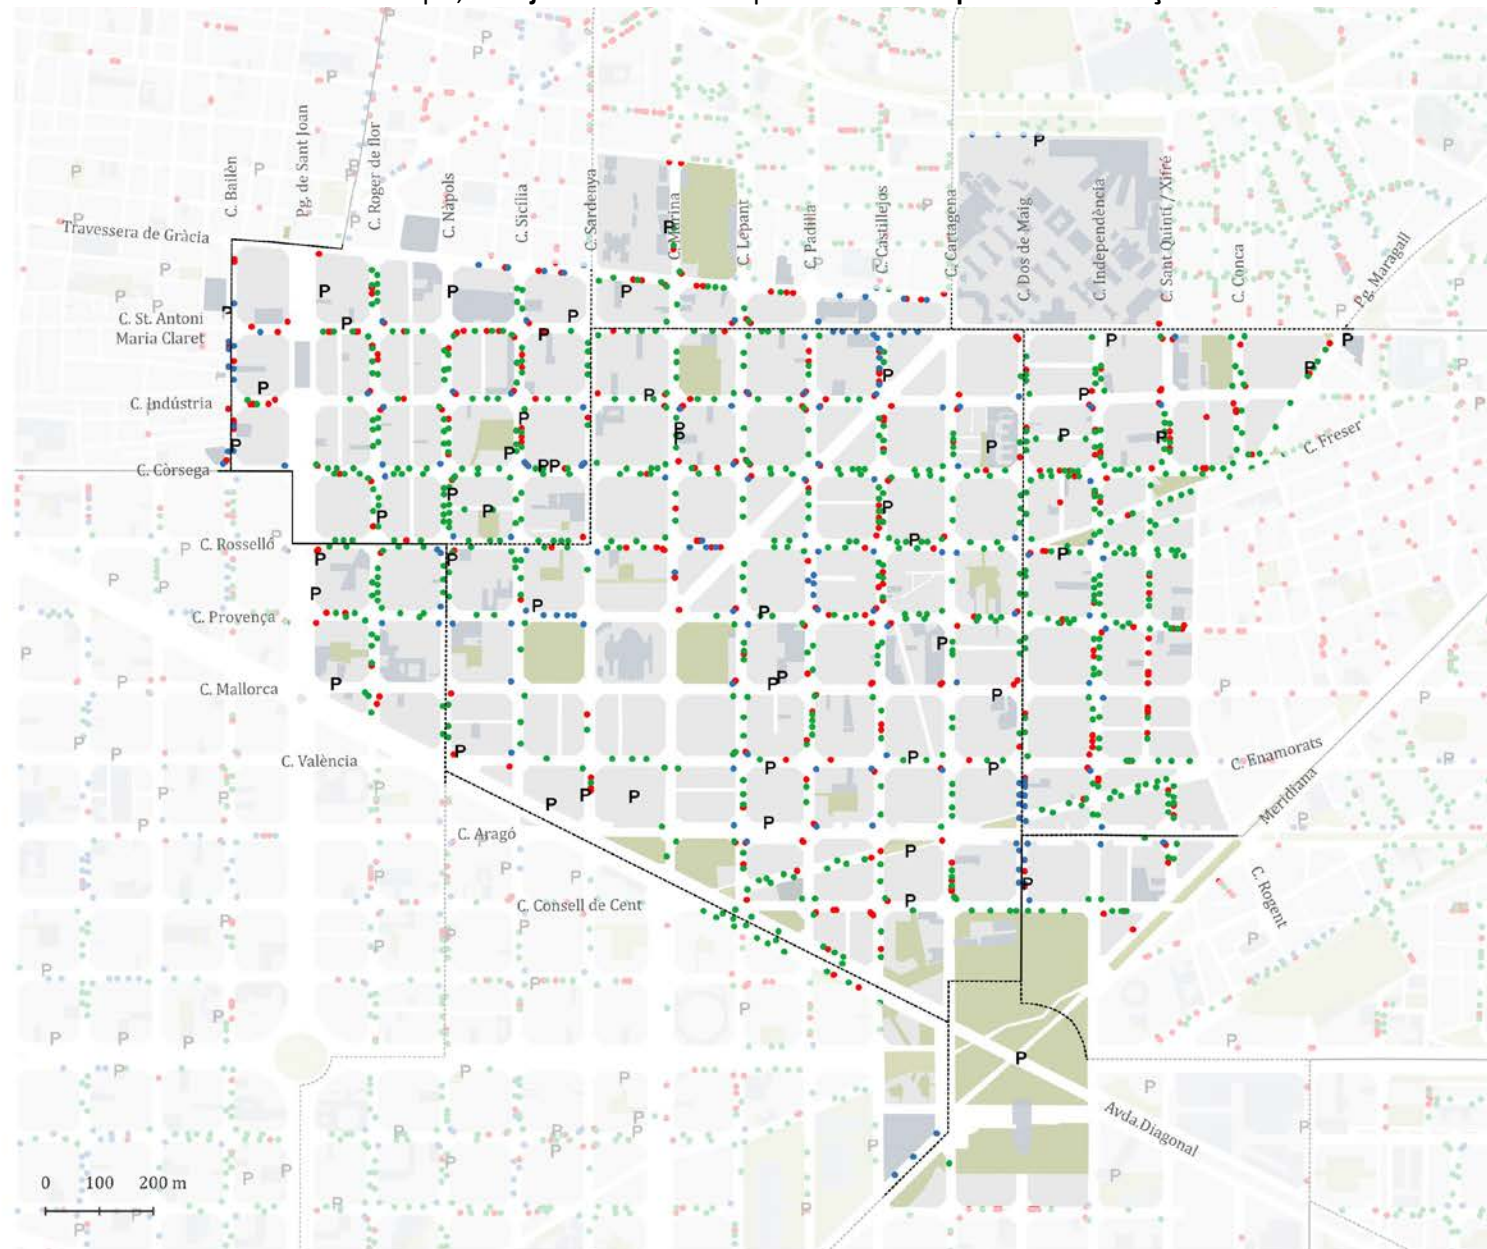 C. Bailèn
Pg. de Sant Joan
C. Roger de flor
C. Nàpols
C. Sicília
C. Sardenya
C. Marina
C. Lepant
C. Padilla
C. Castillejos
C. Cartagena
C. Dos de Maig
C. Independència
C. Sant Quintí / Xifré
C. Conca
Pg. Maragall
Travessera de Gràcia
C. St. Antoni
Maria Claret
C. Indústria
C. Còrsega
C. Freser
C. Rosselló
C. Provença
C. Mallorca
C. València
C. Enamorats
Meridiana
C. Aragó
C. Rogent
C. Consell de Cent
Avda.Diagonal
0 100 200 m